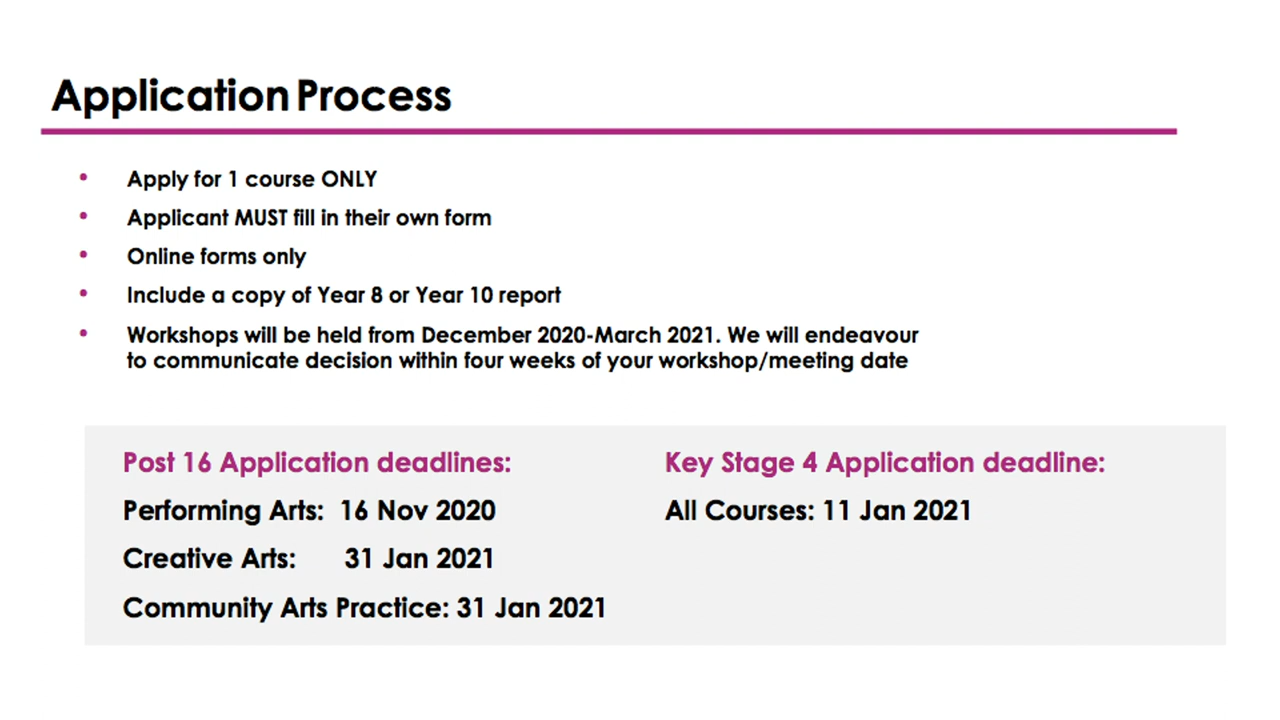 Application Process
• Apply for 1 course ONLY
• Applicant MUST fill in their own form
• Online forms only
• Include a copy of Year 8 or Year 10 report
• Workshops will be held from December 2020-March 2021. We will endeavour
to communicate decision within four weeks of your workshop/meeting date
Post 16 Application deadlines:
Performing Arts: 16 Nov 2020
Creative Arts: 31 Jan 2021
Community Arts Practice: 31 Jan 2021
Key Stage 4 Application deadline:
All Courses: 11 Jan 2021